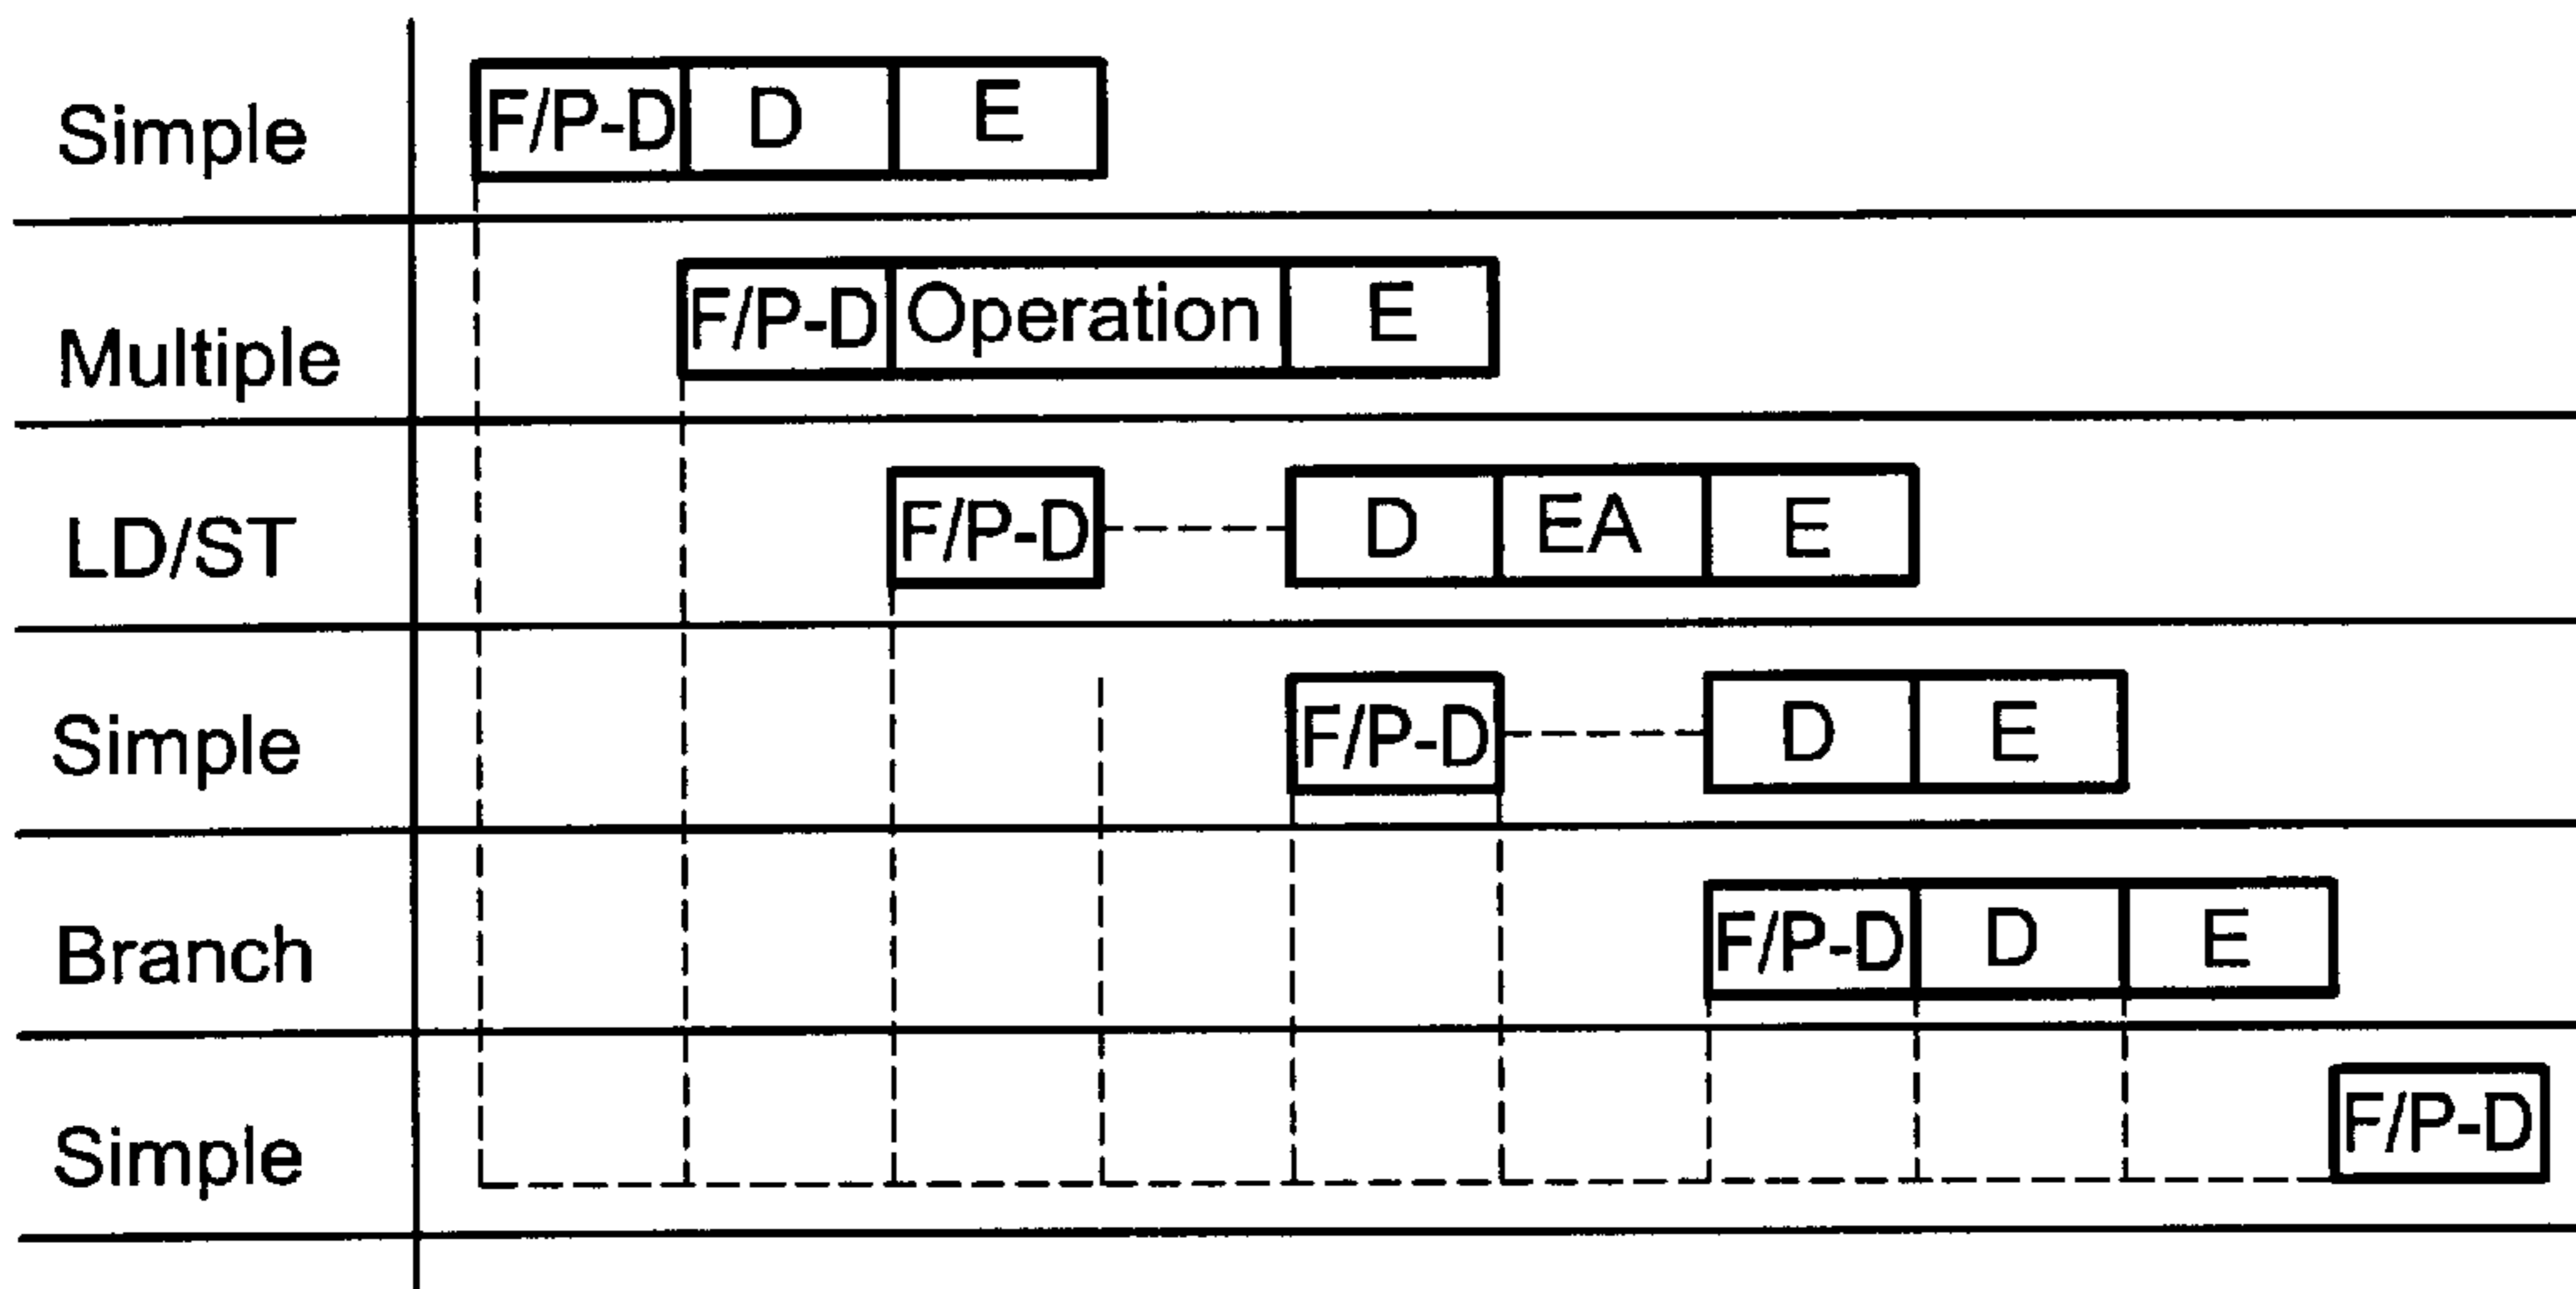 Simple F/P-D D E
Multiple F/P-D Operation E
LD/ST F/P-D D EA E
Simple F/P-D D E
Branch F/P-D D E
Simple F/P-D